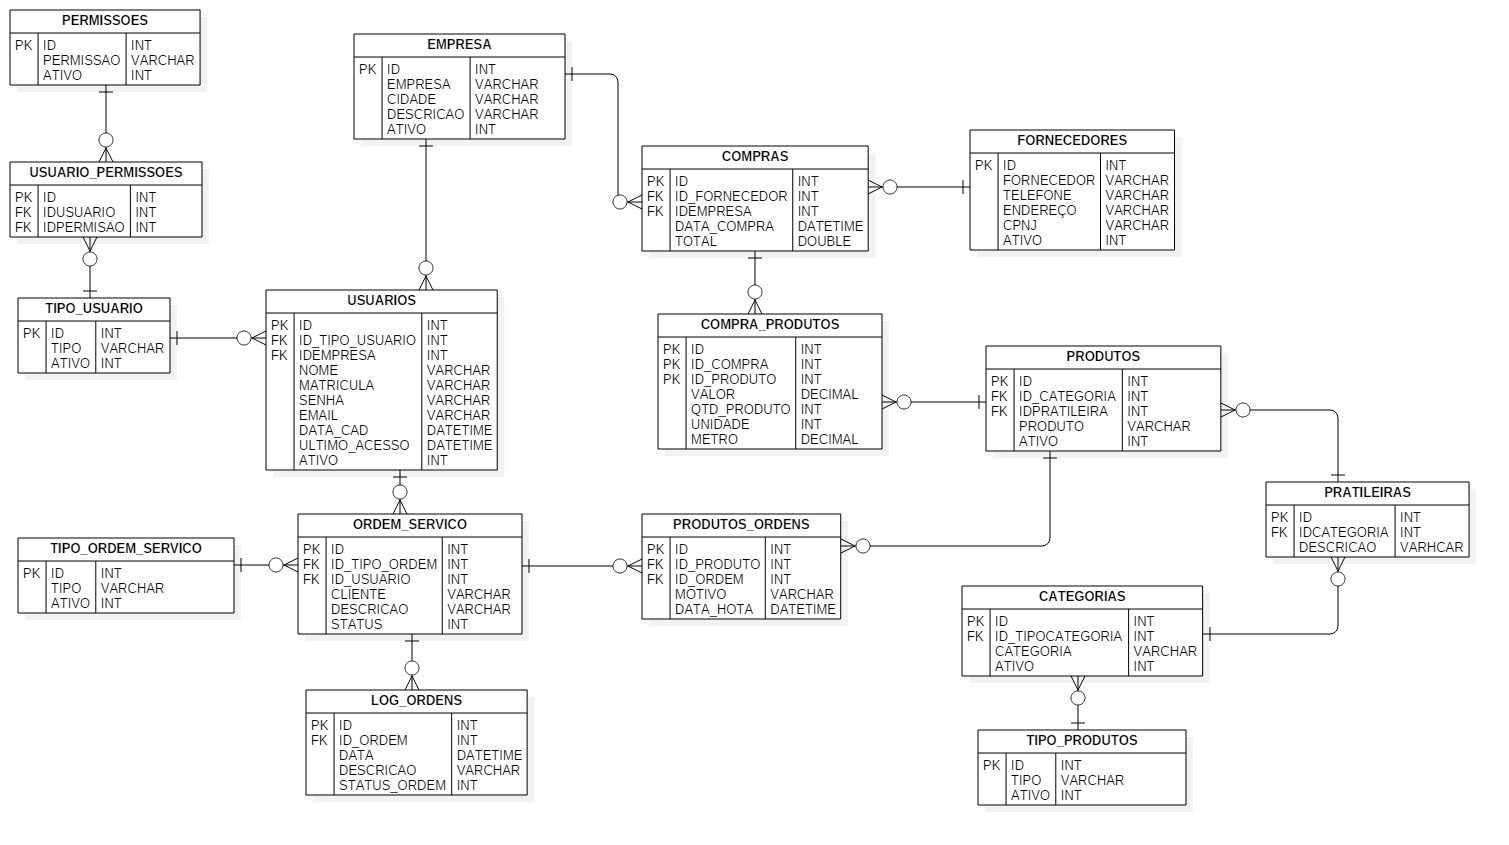 PERMISSOES
PK ID INT
PERMISSAO VARCHAR
ATIVO INT
EMPRESA
PK ID INT
EMPRESA VARCHAR
CIDADE VARCHAR
DESCRICAO VARCHAR
ATIVO INT
FORNECEDORES
PK ID INT
FORNECEDOR VARCHAR
TELEFONE VARCHAR
ENDEREÇO VARCHAR
CPNJ VARCHAR
ATIVO INT
COMPRAS
PK ID INT
FK ID_FORNECEDOR INT
FK IDEMPRESA INT
DATA_COMPRA DATETIME
TOTAL DOUBLE
USUARIO_PERMISSOES
PK ID INT
FK IDUSUARIO INT
FK IDPERMISAO INT
TIPO_USUARIO
PK ID INT
TIPO VARCHAR
ATIVO INT
USUARIOS
PK ID INT
FK ID_TIPO_USUARIO INT
FK IDEMPRESA INT
NOME VARCHAR
MATRICULA VARCHAR
SENHA VARCHAR
EMAIL VARCHAR
DATA_CAD DATETIME
ULTIMO_ACESSO DATETIME
ATIVO INT
COMPRA_PRODUTOS
PK ID INT
PK ID_COMPRA INT
PK ID_PRODUTO INT
VALOR DECIMAL
QTD_PRODUTO INT
UNIDADE INT
METRO DECIMAL
PRODUTOS
PK ID INT
FK ID_CATEGORIA INT
FK IDPRATILEIRA INT
PRODUTO VARCHAR
ATIVO INT
PRATILEIRAS
PK ID INT
FK IDCATEGORIA INT
DESCRICAO VARHCAR
TIPO_ORDEM_SERVICO
PK ID INT
TIPO VARCHAR
ATIVO INT
ORDEM_SERVICO
PK ID INT
FK ID_TIPO_ORDEM INT
FK ID_USUARIO INT
CLIENTE VARCHAR
DESCRICAO VARCHAR
STATUS INT
PRODUTOS_ORDENS
PK ID INT
FK ID_PRODUTO INT
FK ID_ORDEM INT
MOTIVO VARCHAR
DATA_HOTA DATETIME
CATEGORIAS
PK ID INT
FK ID_TIPOCATEGORIA INT
CATEGORIA VARCHAR
ATIVO INT
LOG_ORDENS
PK ID INT
FK ID_ORDEM INT
DATA DATETIME
DESCRICAO VARCHAR
STATUS_ORDEM INT
TIPO_PRODUTOS
PK ID INT
TIPO VARCHAR
ATIVO INT